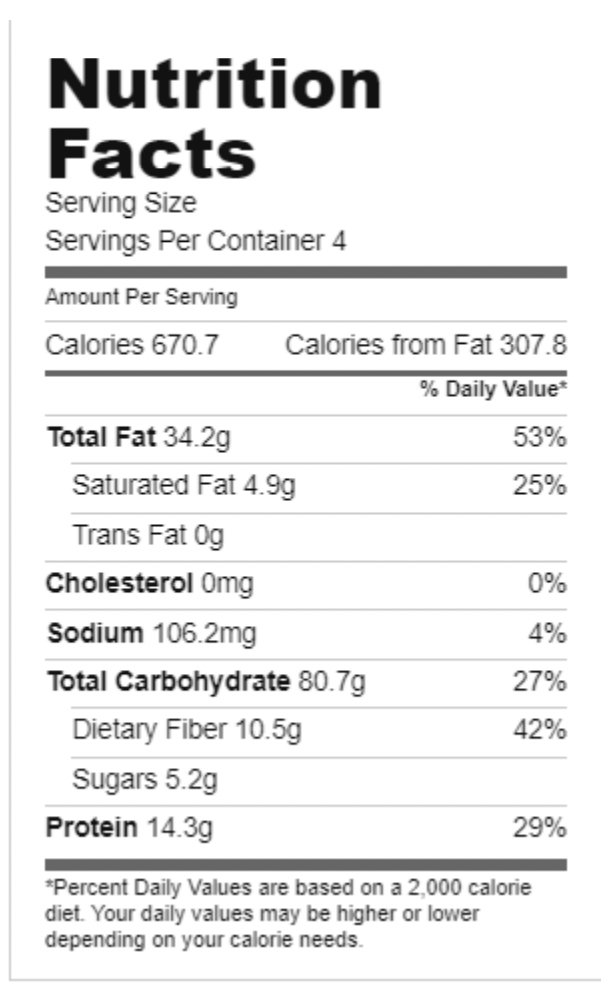 Nutrition
Facts
Serving Size
Servings Per Container 4
Amount Per Serving
Calories 670.7 Calories from Fat 307.8
% Daily Value*
Total Fat 34.2g 53%
Saturated Fat 4.9g 25%
Trans Fat 0g
Cholesterol 0mg 0%
Sodium 106.2mg 4%
Total Carbohydrate 80.7g 27%
Dietary Fiber 10.5g 42%
Sugars 5.2g
Protein 14.3g 29%
*Percent Daily Values are based on a 2,000 calorie
diet. Your daily values may be higher or lower
depending on your calorie needs.